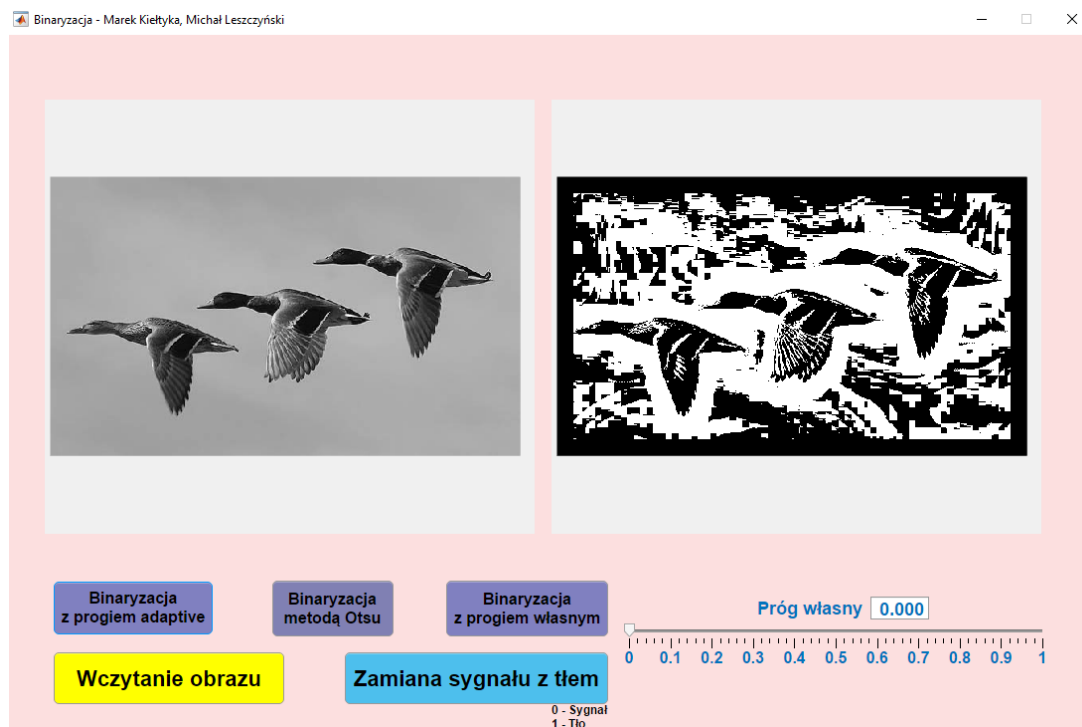 Binaryzacja - Marek Kiełtyka, Michał Leszczyński
Binaryzacja
z progiem adaptive
Binaryzacja
metodą Otsu
Binaryzacja
z progiem własnym
Próg własny 0.000
0 0.1 0.2 0.3 0.4 0.5 0.6 0.7 0.8 0.9 1
Wczytanie obrazu
Zamiana sygnału z tłem
0 - Sygnał
1 - Tło